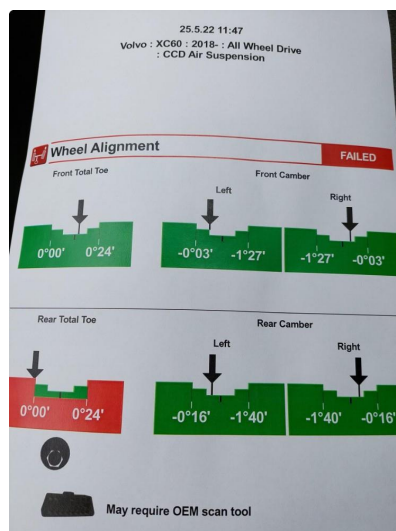 25.5.22 11:47
Volvo : XC60 : 2018- : All Wheel Drive
: CCD Air Suspension
Wheel Alignment FAILED
Front Total Toe Front Camber
Left Right
0°00' 0°24' -0°03' -1°27' -1°27' -0°03'
Rear Total Toe Rear Camber
Left Right
0°00' 0°24' -0°16' -1°40' -1°40' -0°16'
May require OEM scan tool